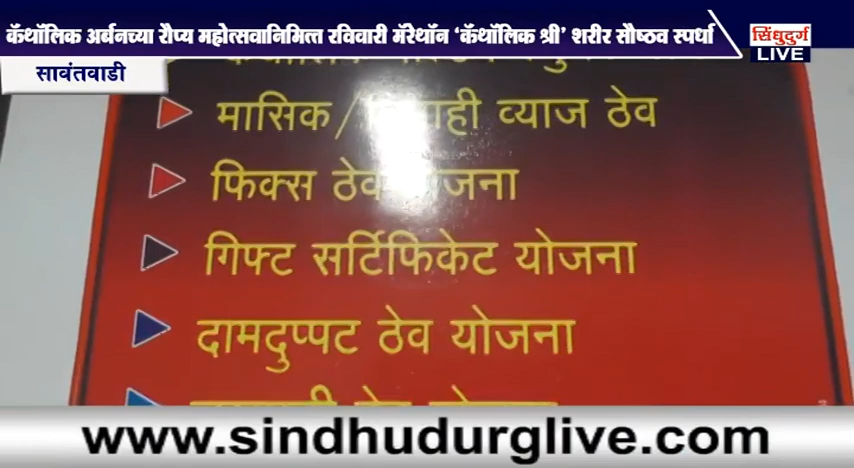 कॅथॉलिक अर्बनच्या रौप्य महोत्सवानिमित्त रविवारी मॅरेथॉन ‘कॅथॉलिक श्री’ शरीर सौष्ठव स्पर्धा
सिंधुदुर्ग
LIVE
सावंतवाडी
मासिक/ व्याज ठेव
फिक्स ठेव योजना
गिफ्ट सर्टिफिकेट योजना
दामदुप्पट ठेव योजना
www.sindhudurglive.com